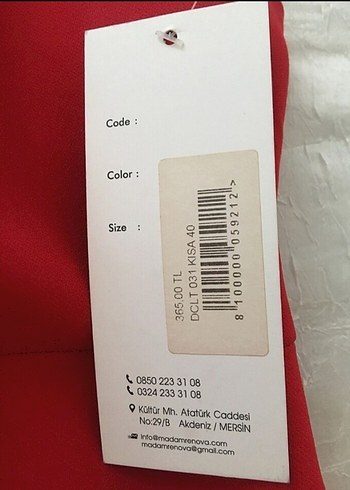 Code :
Color :
Size :
365,00 TL
DCLT 031 KISA 40
8 100000 059212 >
0850 223 31 08
0324 233 31 08
Kültür Mh. Atatürk Caddesi
No:29/B Akdeniz / MERSİN
info@madamrenova.com
madamrenova@gmail.com